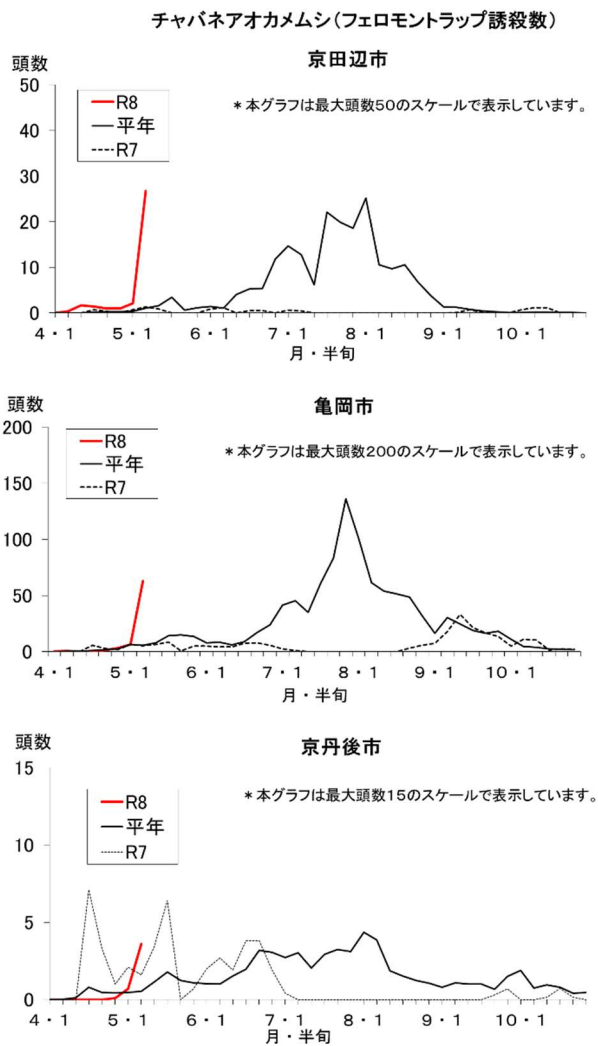 チャバネアオカメムシ（フェロモントラップ誘殺数）
京田辺市
頭数
50
40
30
20
10
0
R8
平年
R7
＊本グラフは最大頭数50のスケールで表示しています。
4・1 5・1 6・1 7・1 8・1 9・1 10・1
月・半旬
亀岡市
頭数
200
150
100
50
0
R8
平年
R7
＊本グラフは最大頭数200のスケールで表示しています。
4・1 5・1 6・1 7・1 8・1 9・1 10・1
月・半旬
京丹後市
頭数
15
10
5
0
R8
平年
R7
＊本グラフは最大頭数15のスケールで表示しています。
4・1 5・1 6・1 7・1 8・1 9・1 10・1
月・半旬